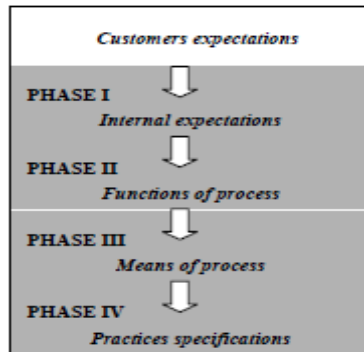 Customers expectations
PHASE I
Internal expectations
PHASE II
Functions of process
PHASE III
Means of process
PHASE IV
Practices specifications